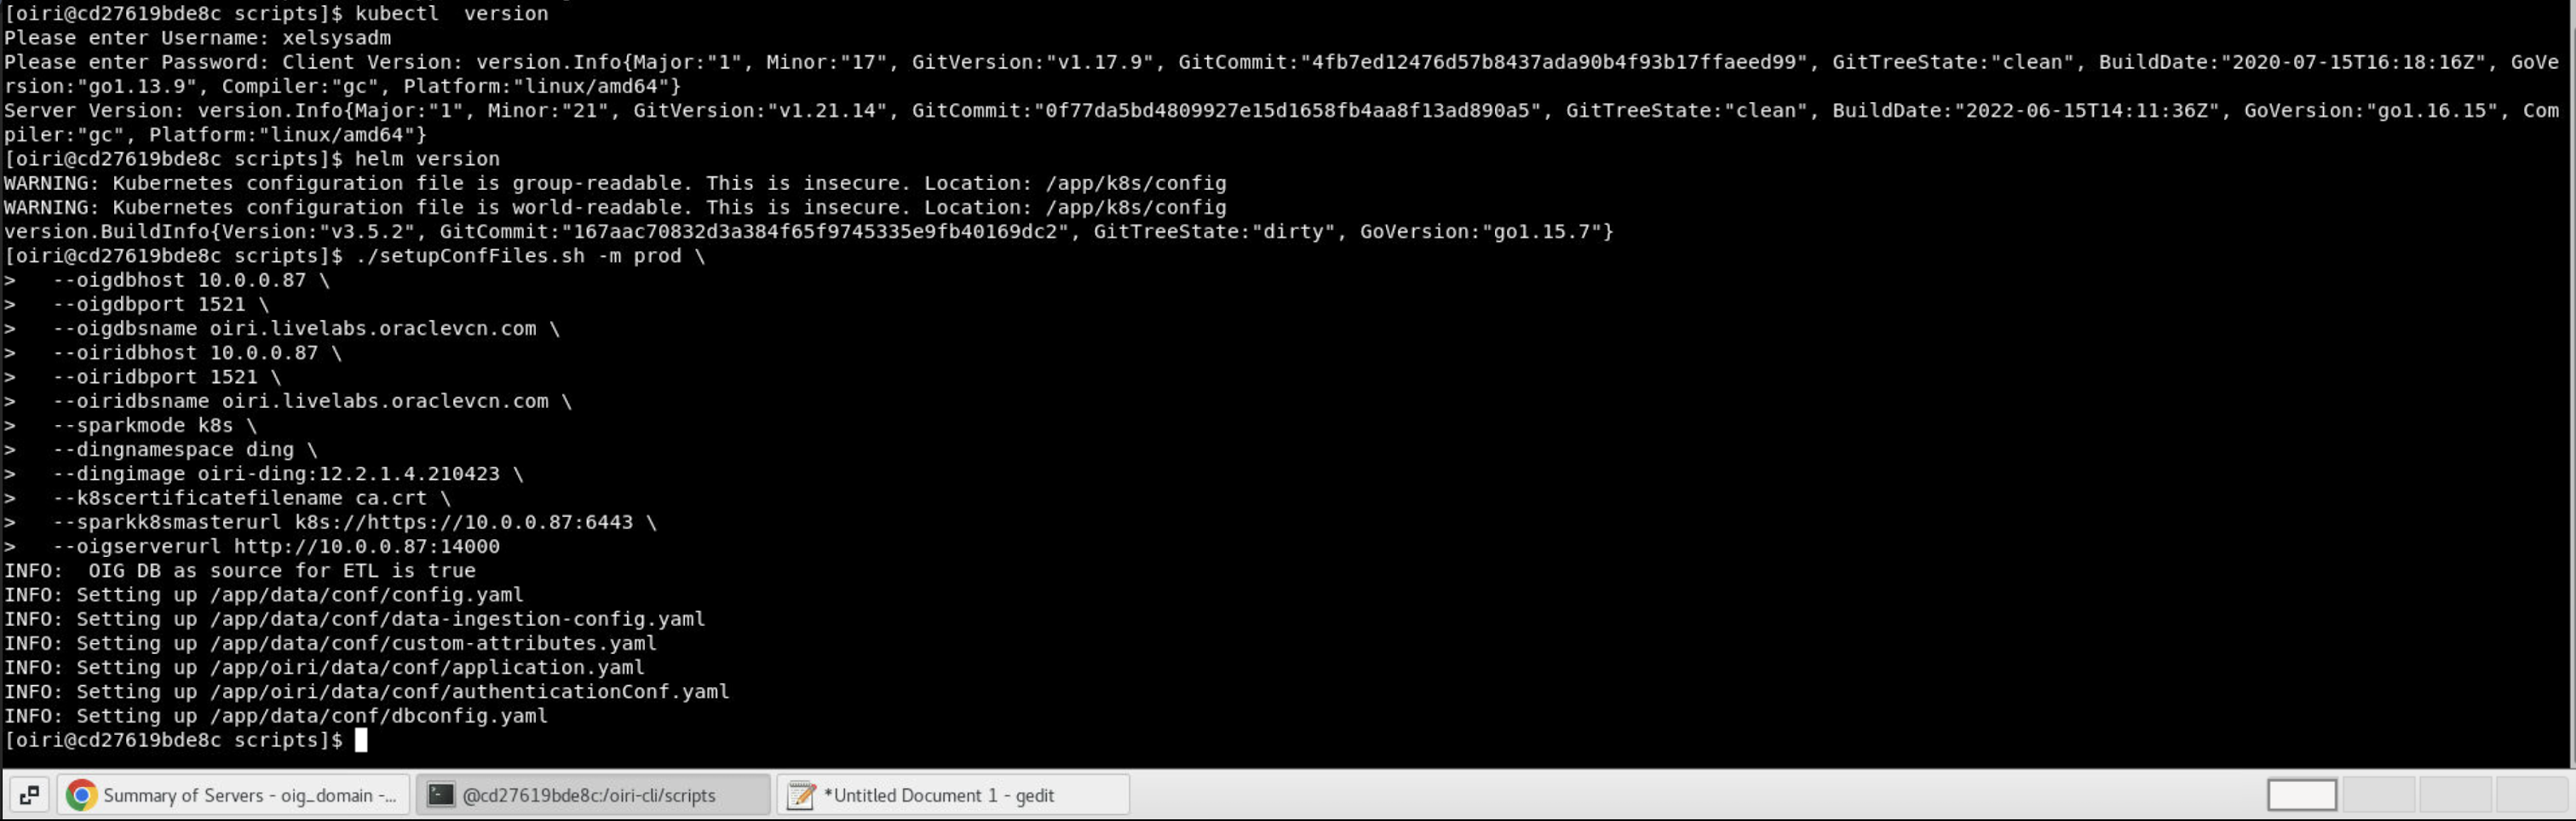 [oiri@cd27619bde8c scripts]$ kubectl  version
Please enter Username: xelsysadm
Please enter Password: Client Version: version.Info{Major:"1", Minor:"17", GitVersion:"v1.17.9", GitCommit:"4fb7ed12476d57b8437ada90b4f93b17ffaeed99", GitTreeState:"clean", BuildDate:"2020-07-15T16:18:16Z", GoVe
rsion:"go1.13.9", Compiler:"gc", Platform:"linux/amd64"}
Server Version: version.Info{Major:"1", Minor:"21", GitVersion:"v1.21.14", GitCommit:"0f77da5bd4809927e15d1658fb4aa8f13ad890a5", GitTreeState:"clean", BuildDate:"2022-06-15T14:11:36Z", GoVersion:"go1.16.15", Com
piler:"gc", Platform:"linux/amd64"}
[oiri@cd27619bde8c scripts]$ helm version
WARNING: Kubernetes configuration file is group-readable. This is insecure. Location: /app/k8s/config
WARNING: Kubernetes configuration file is world-readable. This is insecure. Location: /app/k8s/config
version.BuildInfo{Version:"v3.5.2", GitCommit:"167aac70832d3a384f65f9745335e9fb40169dc2", GitTreeState:"dirty", GoVersion:"go1.15.7"}
[oiri@cd27619bde8c scripts]$ ./setupConfFiles.sh -m prod \
>   --oigdbhost 10.0.0.87 \
>   --oigdbport 1521 \
>   --oigdbsname oiri.livelabs.oraclevcn.com \
>   --oiridbhost 10.0.0.87 \
>   --oiridbport 1521 \
>   --oiridbsname oiri.livelabs.oraclevcn.com \
>   --sparkmode k8s \
>   --dingnamespace ding \
>   --dingimage oiri-ding:12.2.1.4.210423 \
>   --k8scertificatefilename ca.crt \
>   --sparkk8smasterurl k8s://https://10.0.0.87:6443 \
>   --oigserverurl http://10.0.0.87:14000
INFO:  OIG DB as source for ETL is true
INFO: Setting up /app/data/conf/config.yaml
INFO: Setting up /app/data/conf/data-ingestion-config.yaml
INFO: Setting up /app/data/conf/custom-attributes.yaml
INFO: Setting up /app/oiri/data/conf/application.yaml
INFO: Setting up /app/oiri/data/conf/authenticationConf.yaml
INFO: Setting up /app/data/conf/dbconfig.yaml
[oiri@cd27619bde8c scripts]$
Summary of Servers - oig_domain -...
@cd27619bde8c:/oiri-cli/scripts
*Untitled Document 1 - gedit